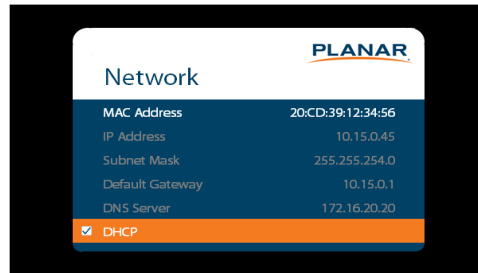 PLANAR
Network
MAC Address 20:CD:39:12:34:56
IP Address 10.15.0.45
Subnet Mask 255.255.254.0
Default Gateway 10.15.0.1
DNS Server 172.16.20.20
DHCP